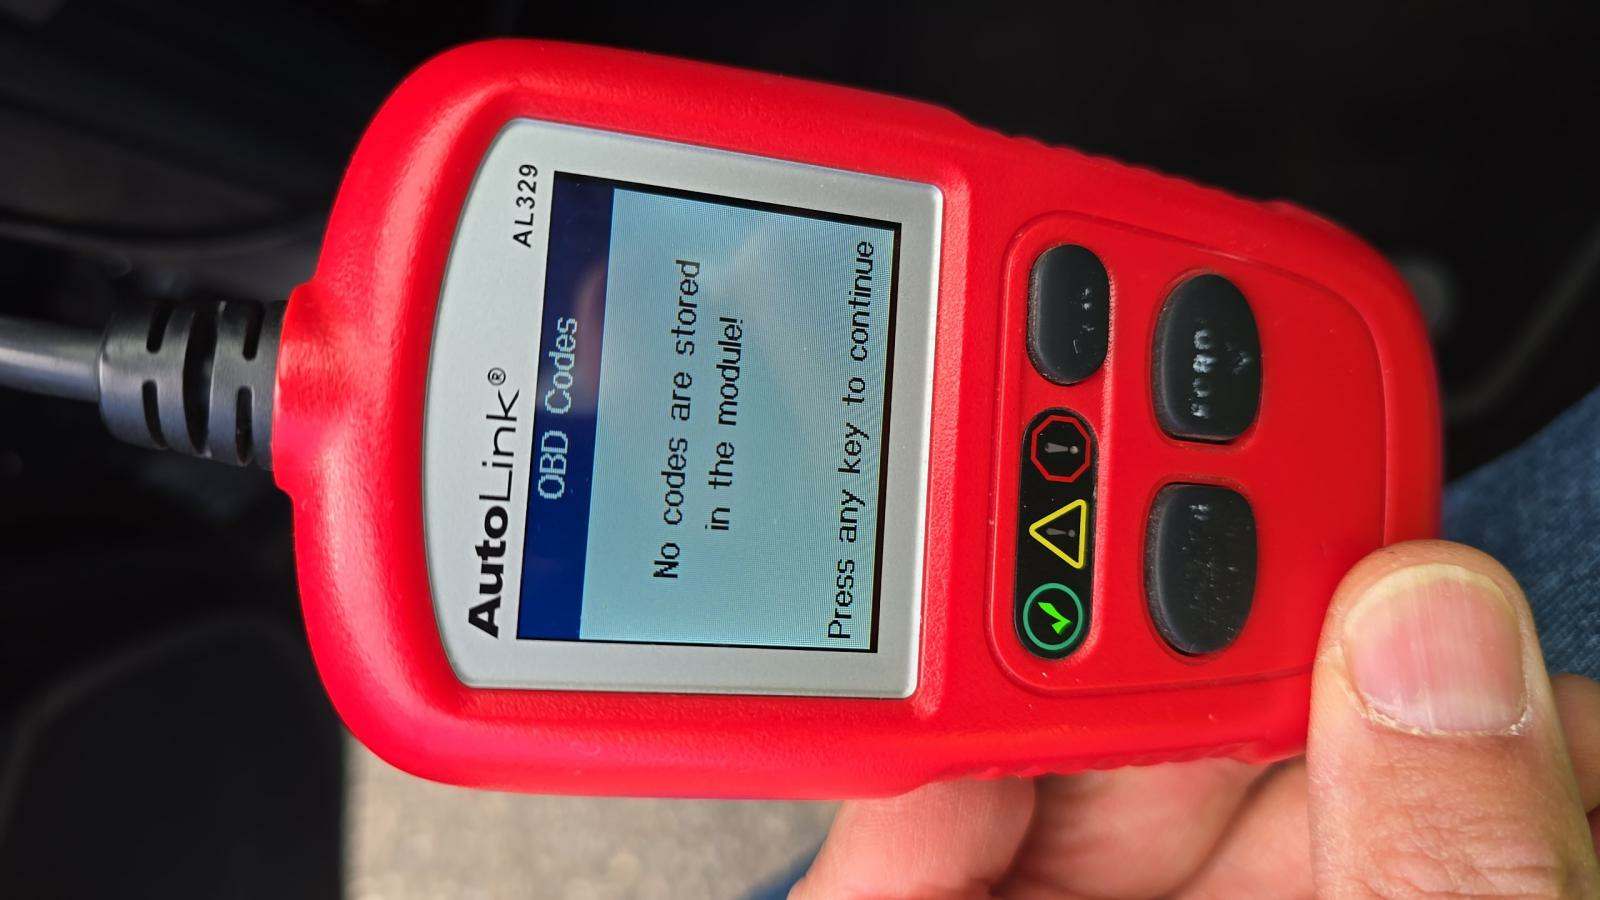 AL329
AutoLink®
OBD Codes
No codes are stored
in the module!
Press any key to continue